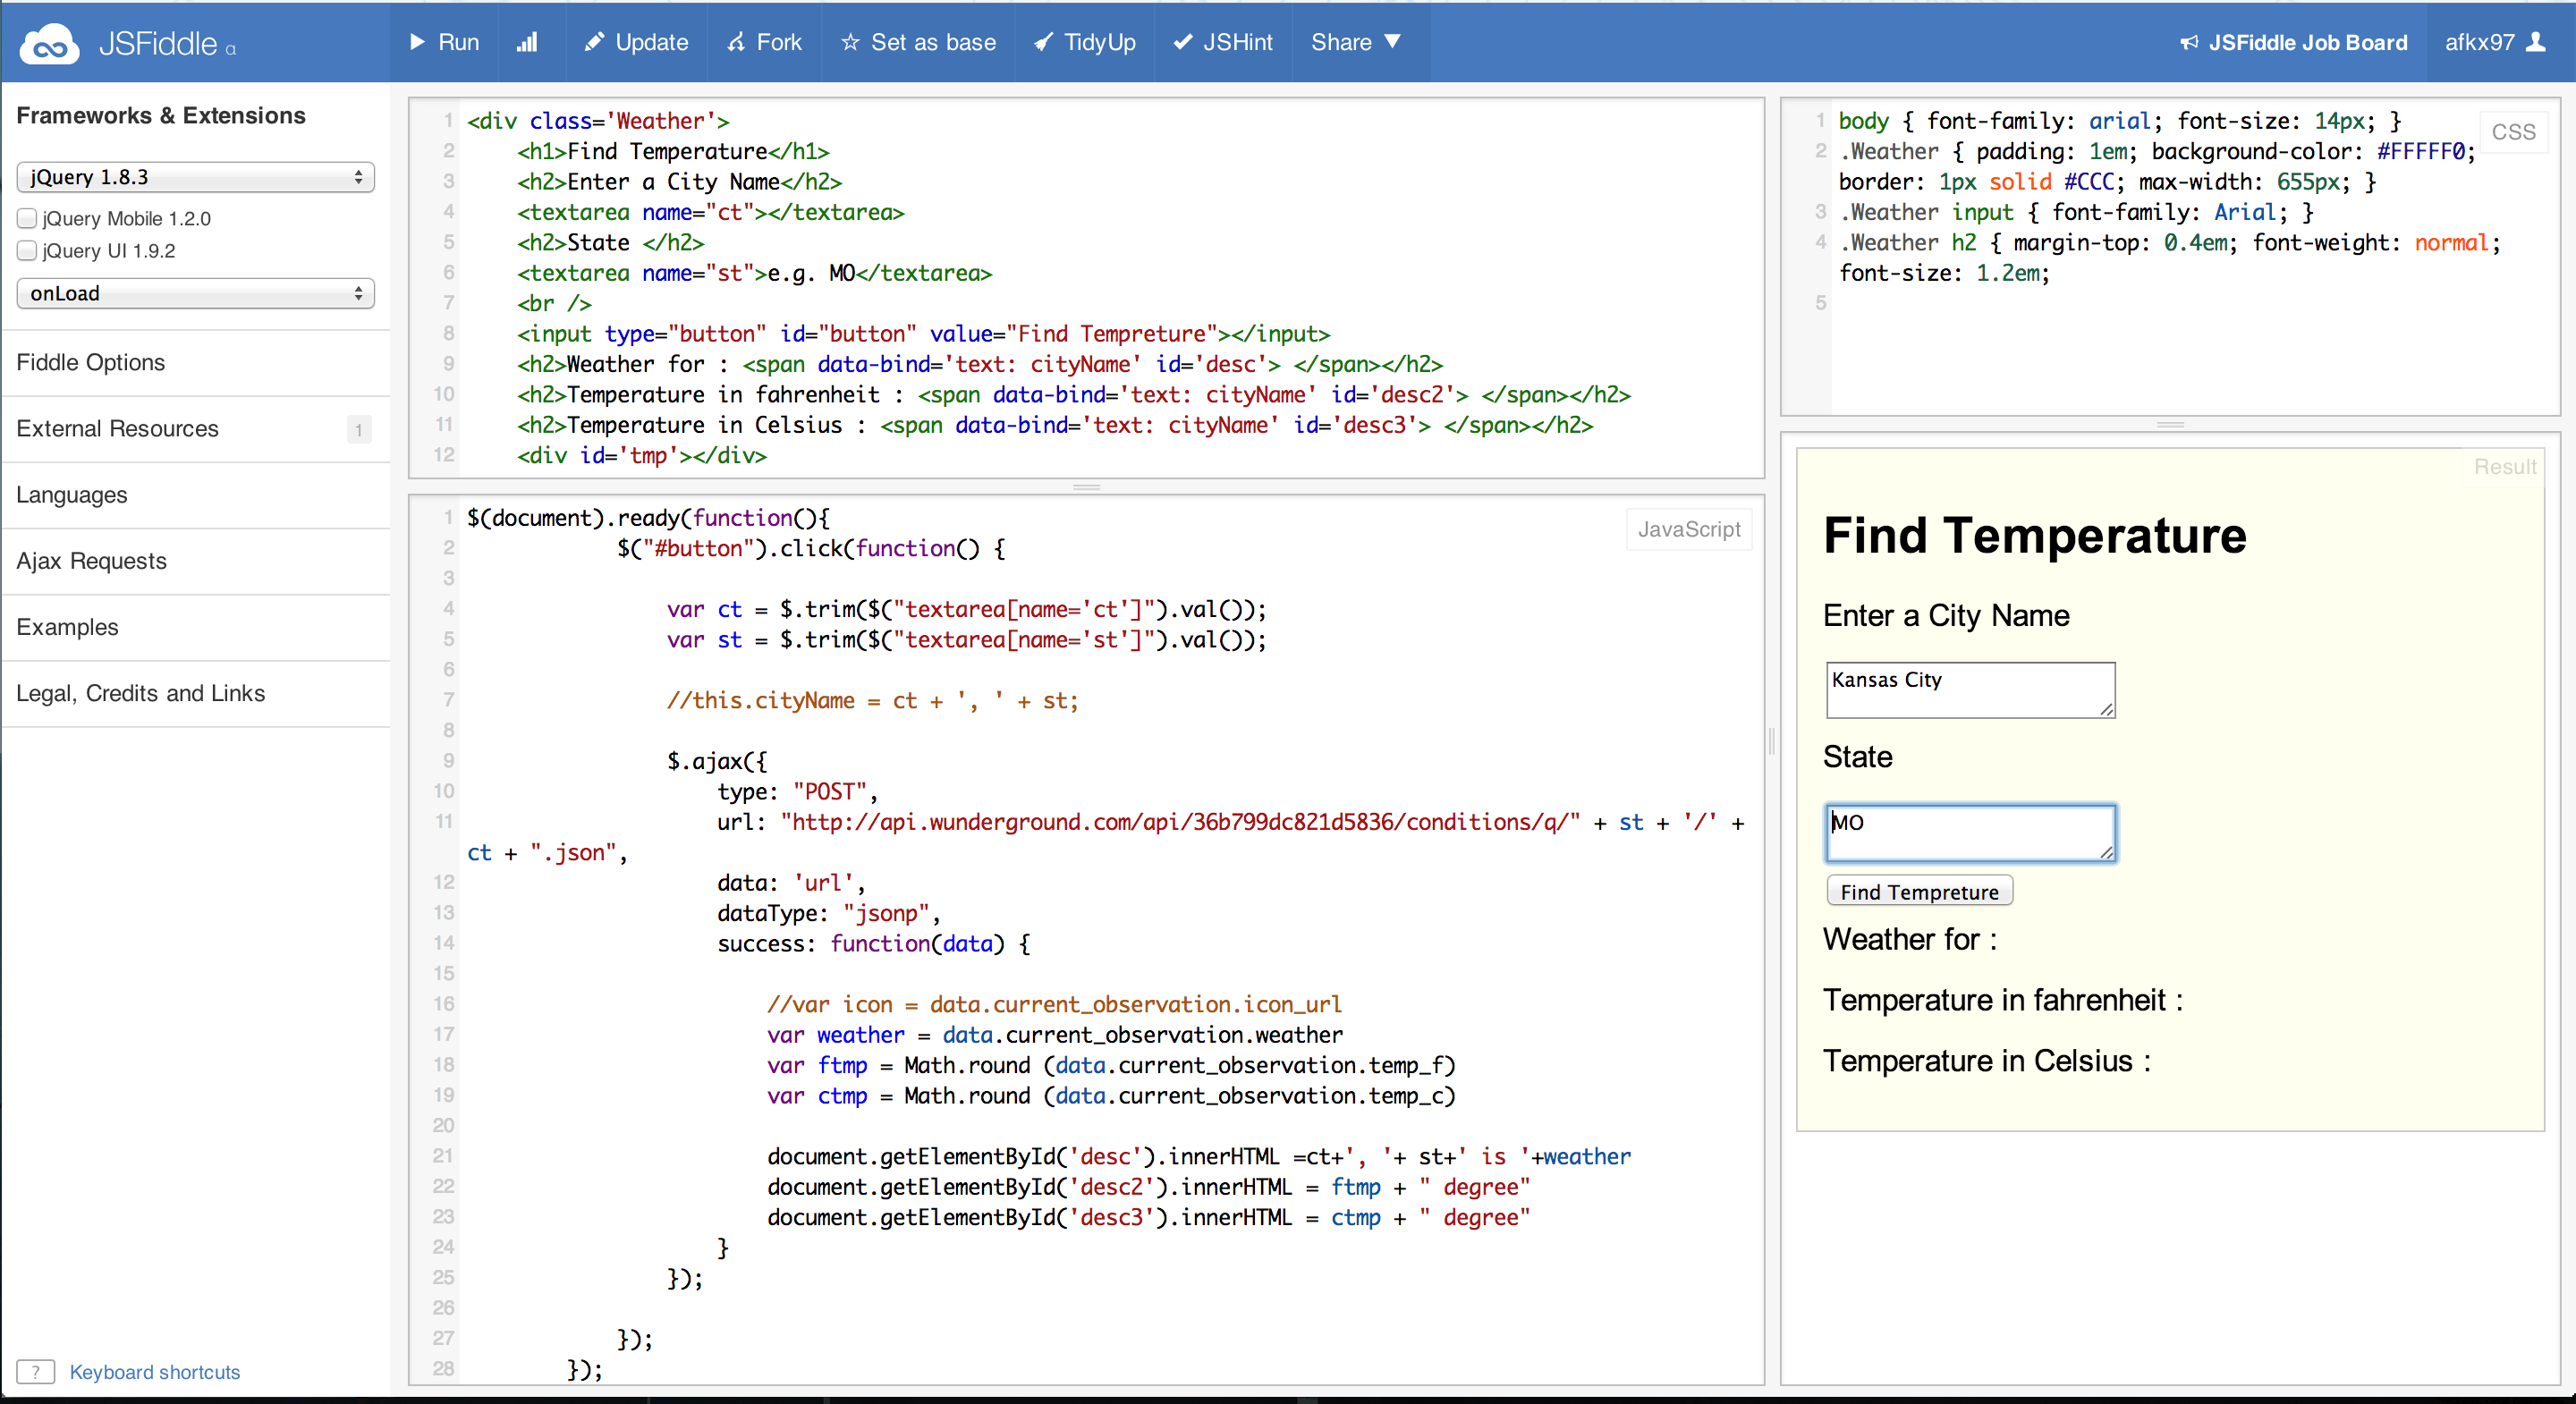 JSFiddle α
Run
Update
Fork
Set as base
TidyUp
JSHint
Share
JSFiddle Job Board
afkx97
Frameworks & Extensions
jQuery 1.8.3
jQuery Mobile 1.2.0
jQuery UI 1.9.2
onLoad
Fiddle Options
External Resources 1
Languages
Ajax Requests
Examples
Legal, Credits and Links
? Keyboard shortcuts
1 <div class='Weather'>
2 <h1>Find Temperature</h1>
3 <h2>Enter a City Name</h2>
4 <textarea name="ct"></textarea>
5 <h2>State </h2>
6 <textarea name="st">e.g. MO</textarea>
7 <br />
8 <input type="button" id="button" value="Find Tempreture"></input>
9 <h2>Weather for : <span data-bind='text: cityName' id='desc'> </span></h2>
10 <h2>Temperature in fahrenheit : <span data-bind='text: cityName' id='desc2'> </span></h2>
11 <h2>Temperature in Celsius : <span data-bind='text: cityName' id='desc3'> </span></h2>
12 <div id='tmp'></div>
JavaScript
1 $(document).ready(function(){
2 $("#button").click(function() {
3
4 var ct = $.trim($("textarea[name='ct']").val());
5 var st = $.trim($("textarea[name='st']").val());
6
7 //this.cityName = ct + ', ' + st;
8
9 $.ajax({
10 type: "POST",
11 url: "http://api.wunderground.com/api/36b799dc821d5836/conditions/q/" + st + '/' +
ct + ".json",
12 data: 'url',
13 dataType: "jsonp",
14 success: function(data) {
15
16 //var icon = data.current_observation.icon_url
17 var weather = data.current_observation.weather
18 var ftmp = Math.round (data.current_observation.temp_f)
19 var ctmp = Math.round (data.current_observation.temp_c)
20
21 document.getElementById('desc').innerHTML =ct+', '+ st+' is '+weather
22 document.getElementById('desc2').innerHTML = ftmp + " degree"
23 document.getElementById('desc3').innerHTML = ctmp + " degree"
24 }
25 });
26
27 });
28 });
CSS
1 body { font-family: arial; font-size: 14px; }
2 .Weather { padding: 1em; background-color: #FFFFF0;
border: 1px solid #CCC; max-width: 655px; }
3 .Weather input { font-family: Arial; }
4 .Weather h2 { margin-top: 0.4em; font-weight: normal;
font-size: 1.2em;
5
Result
Find Temperature
Enter a City Name
Kansas City
State
MO
Find Tempreture
Weather for :
Temperature in fahrenheit :
Temperature in Celsius :